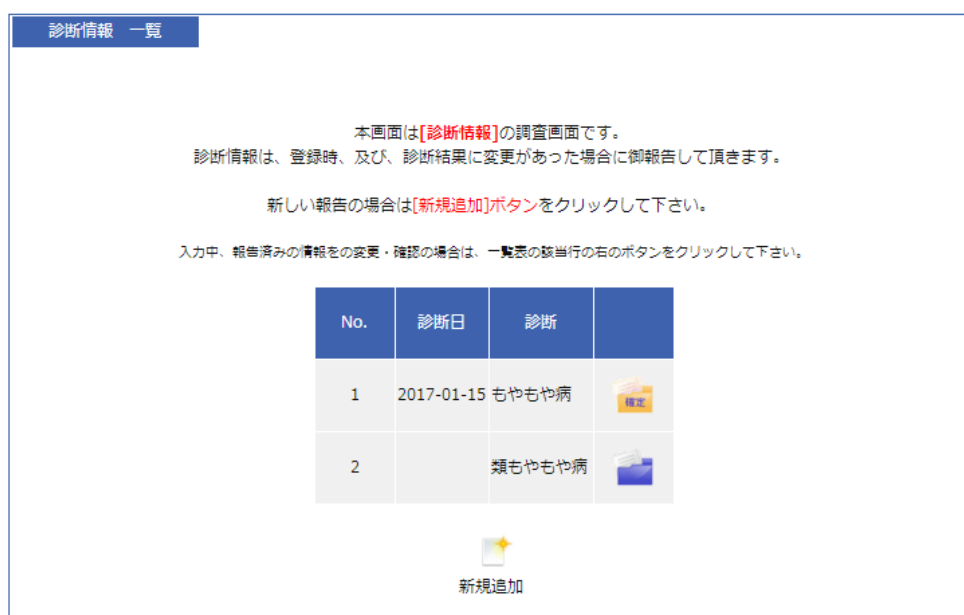 診断情報　一覧
本画面は[診断情報]の調査画面です。
診断情報は、登録時、及び、診断結果に変更があった場合に御報告して頂きます。
新しい報告の場合は[新規追加]ボタンをクリックして下さい。
入力中、報告済みの情報をの変更・確認の場合は、一覧表の該当行の右のボタンをクリックして下さい。
No. 診断日 診断
1 2017-01-15 もやもや病 確定
2 類もやもや病
新規追加